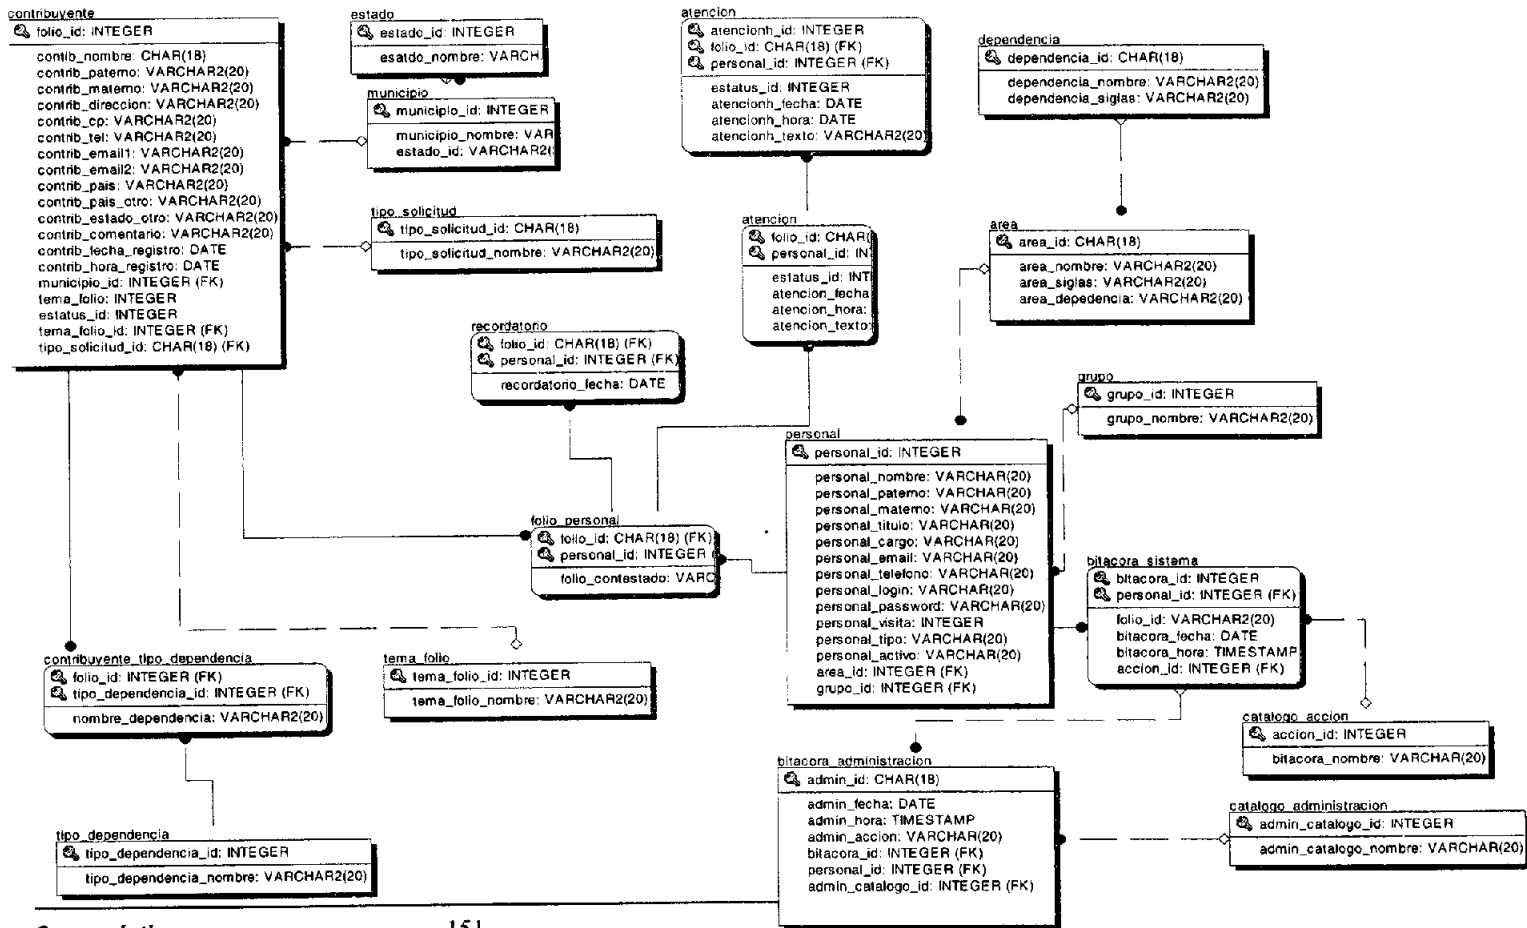 contribuyente
folio_id: INTEGER
contib_nombre: CHAR(18)
contrib_paterno: VARCHAR2(20)
contrib_materno: VARCHAR2(20)
contrib_direccion: VARCHAR2(20)
contrib_cp: VARCHAR2(20)
contrib_tel: VARCHAR2(20)
contrib_email1: VARCHAR2(20)
contrib_email2: VARCHAR2(20)
contrib_pais: VARCHAR2(20)
contrib_pais_otro: VARCHAR2(20)
contrib_estado_otro: VARCHAR2(20)
contrib_comentario: VARCHAR2(20)
contrib_fecha_registro: DATE
contrib_hora_registro: DATE
municipio_id: INTEGER (FK)
tema_folio: INTEGER
estatus_id: INTEGER
tema_folio_id: INTEGER (FK)
tipo_solicitud_id: CHAR(18) (FK)
estado
estado_id: INTEGER
esatdo_nombre: VARCH
municipio
municipio_id: INTEGER
municipio_nombre: VAR
estado_id: VARCHAR2(
tipo_solicitud
tipo_solicitud_id: CHAR(18)
tipo_solicitud_nombre: VARCHAR2(20)
atencion
atencionh_id: INTEGER
folio_id: CHAR(18) (FK)
personal_id: INTEGER (FK)
estatus_id: INTEGER
atencionh_fecha: DATE
atencionh_hora: DATE
atencionh_texto: VARCHAR2(20)
dependencia
dependencia_id: CHAR(18)
dependencia_nombre: VARCHAR2(20)
dependencia_siglas: VARCHAR2(20)
atencion
folio_id: CHAR(
personal_id: IN
estatus_id: INT
atencion_fecha
atencion_hora:
atencion_texto:
area
area_id: CHAR(18)
area_nombre: VARCHAR2(20)
area_siglas: VARCHAR2(20)
area_depedencia: VARCHAR2(20)
recordatorio
folio_id: CHAR(18) (FK)
personal_id: INTEGER (FK)
recordatorio_fecha: DATE
grupo
grupo_id: INTEGER
grupo_nombre: VARCHAR2(20)
personal
personal_id: INTEGER
personal_nombre: VARCHAR(20)
personal_paterno: VARCHAR(20)
personal_materno: VARCHAR(20)
personal_titulo: VARCHAR(20)
personal_cargo: VARCHAR(20)
personal_email: VARCHAR(20)
personal_telefono: VARCHAR(20)
personal_login: VARCHAR(20)
personal_password: VARCHAR(20)
personal_visita: INTEGER
personal_tipo: VARCHAR(20)
personal_activo: VARCHAR(20)
area_id: INTEGER (FK)
grupo_id: INTEGER (FK)
folio_personal
folio_id: CHAR(18) (FK)
personal_id: INTEGER (
folio_contestado: VARC
bitacora_sistema
bitacora_id: INTEGER
personal_id: INTEGER (FK)
folio_id: VARCHAR2(20)
bitacora_fecha: DATE
bitacora_hora: TIMESTAMP
accion_id: INTEGER (FK)
contribuyente_tipo_dependencia
folio_id: INTEGER (FK)
tipo_dependencia_id: INTEGER (FK)
nombre_dependencia: VARCHAR2(20)
tema_folio
tema_folio_id: INTEGER
tema_folio_nombre: VARCHAR2(20)
catalogo_accion
accion_id: INTEGER
bitacora_nombre: VARCHAR(20)
bitacora_administracion
admin_id: CHAR(18)
admin_fecha: DATE
admin_hora: TIMESTAMP
admin_accion: VARCHAR(20)
bitacora_id: INTEGER (FK)
personal_id: INTEGER (FK)
admin_catalogo_id: INTEGER (FK)
catalogo_administracion
admin_catalogo_id: INTEGER
admin_catalogo_nombre: VARCHAR(20)
tipo_dependencia
tipo_dependencia_id: INTEGER
tipo_dependencia_nombre: VARCHAR2(20)
151